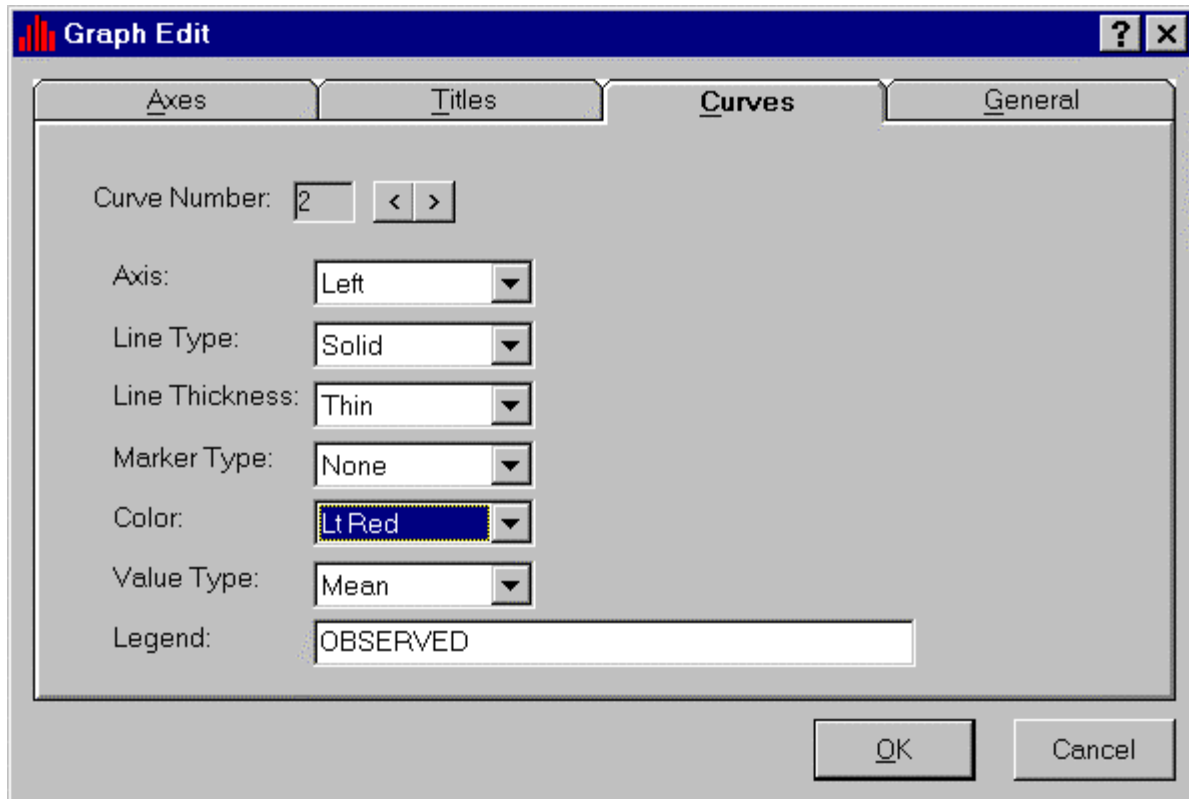 Graph Edit
Axes Titles Curves General
Curve Number: 2 < >
Axis: Left
Line Type: Solid
Line Thickness: Thin
Marker Type: None
Color: Lt Red
Value Type: Mean
Legend: OBSERVED
OK Cancel